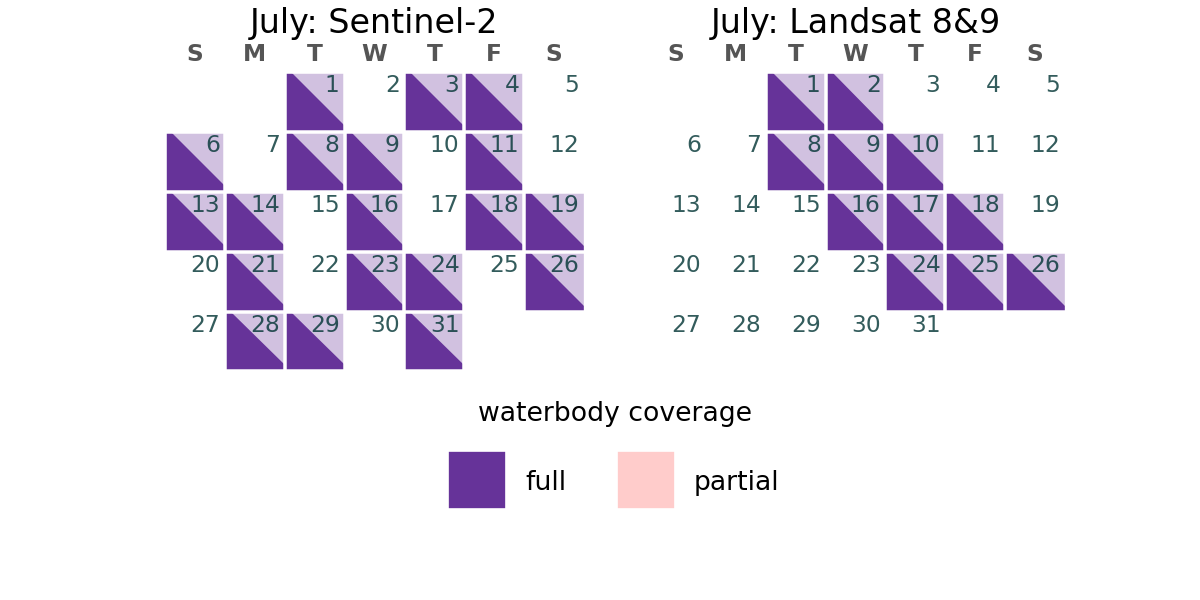 July: Sentinel-2
S M T W T F S
1 2 3 4 5
6 7 8 9 10 11 12
13 14 15 16 17 18 19
20 21 22 23 24 25 26
27 28 29 30 31
July: Landsat 8&9
S M T W T F S
1 2 3 4 5
6 7 8 9 10 11 12
13 14 15 16 17 18 19
20 21 22 23 24 25 26
27 28 29 30 31
waterbody coverage
full
partial